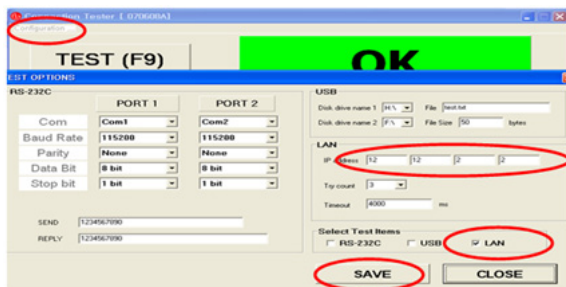 Connection Tester [ 070600A]
Configuration
TEST (F9)
OK
EST OPTIONS
RS-232C
PORT 1 PORT 2
Com Com1 Com2
Baud Rate 115200 115200
Parity None None
Data Bit 8 bit 8 bit
Stop bit 1 bit 1 bit
SEND 1234567890
REPLY 1234567890
USB
Disk drive name 1 H:\ File test.txt
Disk drive name 2 F:\ File Size 50 bytes
LAN
IP Address 12 12 2 2
Try count 3
Timeout 4000 ms
Select Test Items
RS-232C USB LAN
SAVE CLOSE